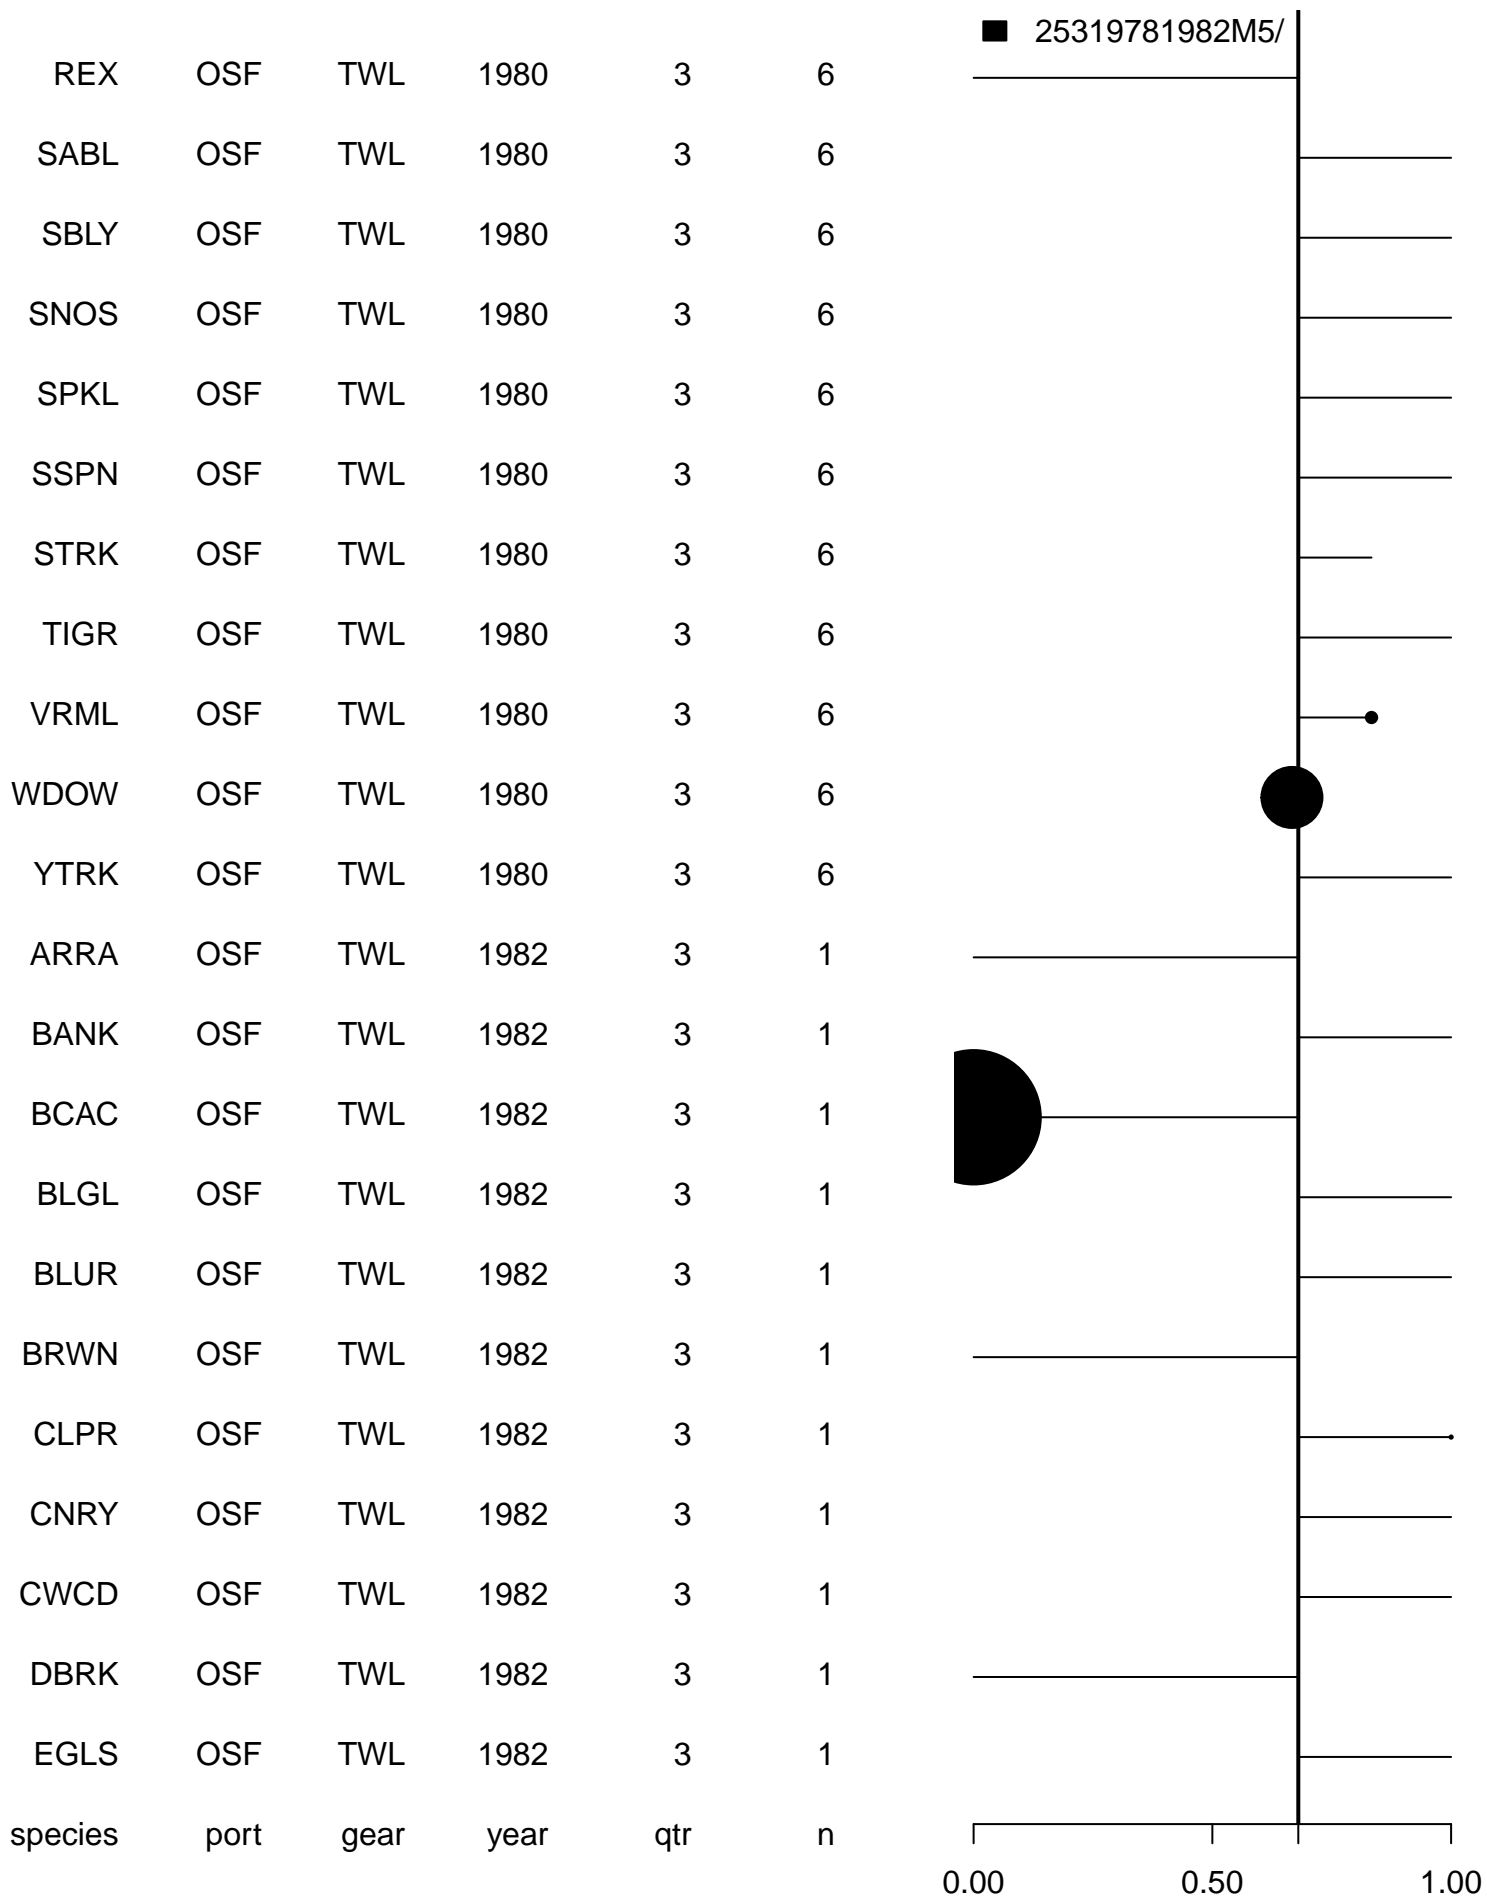 25319781982M5/
REX OSF TWL 1980 3 6
SABL OSF TWL 1980 3 6
SBLY OSF TWL 1980 3 6
SNOS OSF TWL 1980 3 6
SPKL OSF TWL 1980 3 6
SSPN OSF TWL 1980 3 6
STRK OSF TWL 1980 3 6
TIGR OSF TWL 1980 3 6
VRML OSF TWL 1980 3 6
WDOW OSF TWL 1980 3 6
YTRK OSF TWL 1980 3 6
ARRA OSF TWL 1982 3 1
BANK OSF TWL 1982 3 1
BCAC OSF TWL 1982 3 1
BLGL OSF TWL 1982 3 1
BLUR OSF TWL 1982 3 1
BRWN OSF TWL 1982 3 1
CLPR OSF TWL 1982 3 1
CNRY OSF TWL 1982 3 1
CWCD OSF TWL 1982 3 1
DBRK OSF TWL 1982 3 1
EGLS OSF TWL 1982 3 1
species port gear year qtr n
0.00 0.50 1.00